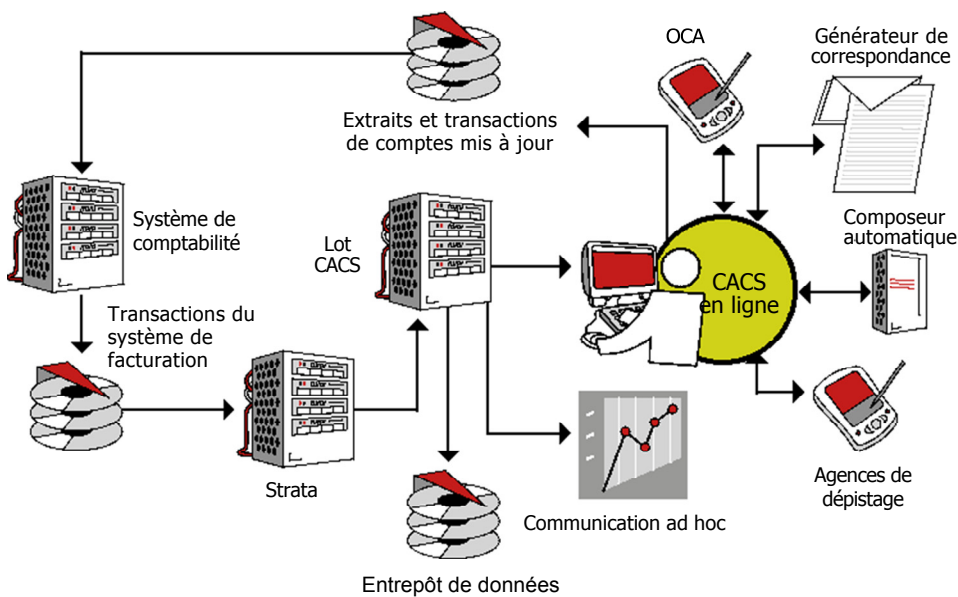 OCA
Générateur de
correspondance
Extraits et transactions
de comptes mis à jour
Système de
comptabilité
Lot
CACS
Composeur
automatique
CACS
en ligne
Transactions du
système de
facturation
Strata
Agences de
dépistage
Communication ad hoc
Entrepôt de données